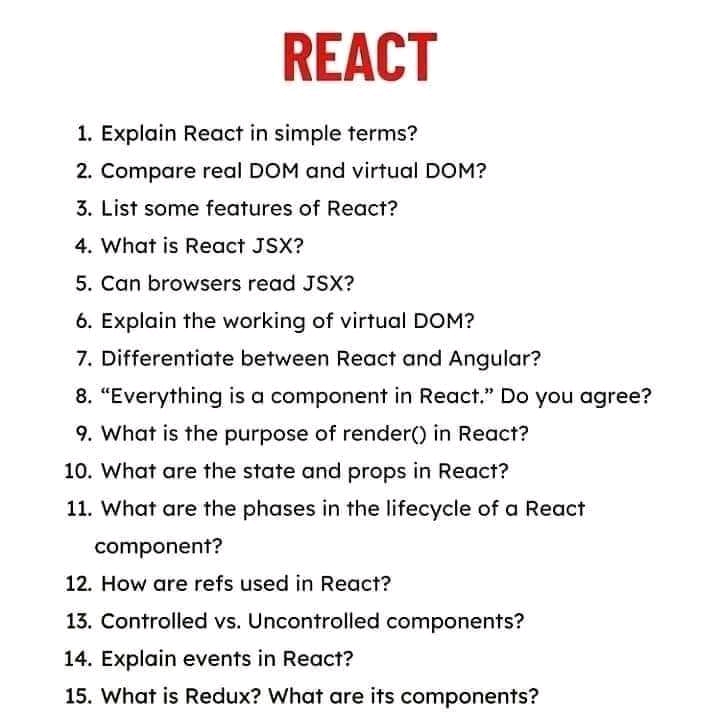 REACT
1. Explain React in simple terms?
2. Compare real DOM and virtual DOM?
3. List some features of React?
4. What is React JSX?
5. Can browsers read JSX?
6. Explain the working of virtual DOM?
7. Differentiate between React and Angular?
8. “Everything is a component in React.” Do you agree?
9. What is the purpose of render() in React?
10. What are the state and props in React?
11. What are the phases in the lifecycle of a React
component?
12. How are refs used in React?
13. Controlled vs. Uncontrolled components?
14. Explain events in React?
15. What is Redux? What are its components?